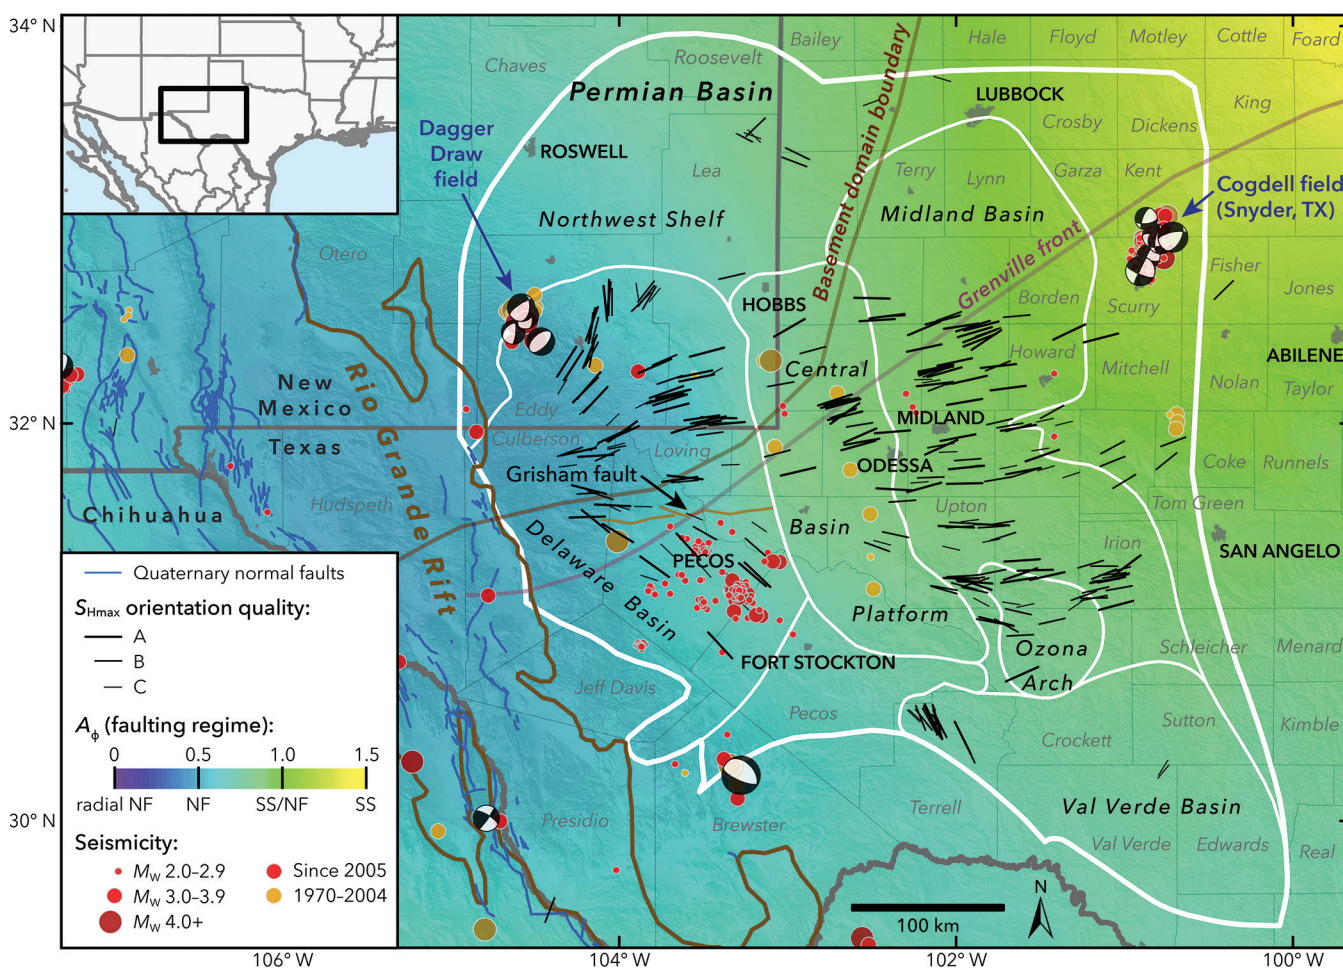 34° N
32° N
30° N
106° W
104° W
102° W
100° W
Bailey
Hale
Floyd
Motley
Cottle
Foard
Chaves
Roosevelt
Permian Basin
LUBBOCK
King
Crosby
Dickens
Dagger
Draw
field
ROSWELL
Basement domain boundary
Lea
Terry
Lynn
Garza
Kent
Cogdell field
(Snyder, TX)
Northwest Shelf
Midland Basin
Grenville front
Otero
Fisher
Jones
HOBBS
Borden
Scurry
Howard
ABILENE
Central
Mitchell
Nolan
Taylor
New
Mexico
Texas
Rio Grande Rift
Eddy
Culberson
MIDLAND
Loving
Grisham fault
ODESSA
Coke
Runnels
Hudspeth
Chihuahua
Upton
Tom Green
Basin
Irion
SAN ANGELO
Delaware Basin
PECOS
Platform
Ozona
Arch
Schleicher
Menard
FORT STOCKTON
Jeff Davis
Pecos
Sutton
Kimble
Crockett
Terrell
Val Verde Basin
Presidio
Brewster
Val Verde
Edwards
Real
N
100 km
Quaternary normal faults
SHmax orientation quality:
A
B
C
Aϕ (faulting regime):
0 0.5 1.0 1.5
radial NF NF SS/NF SS
Seismicity:
Mw 2.0–2.9
Mw 3.0–3.9
Mw 4.0+
Since 2005
1970–2004